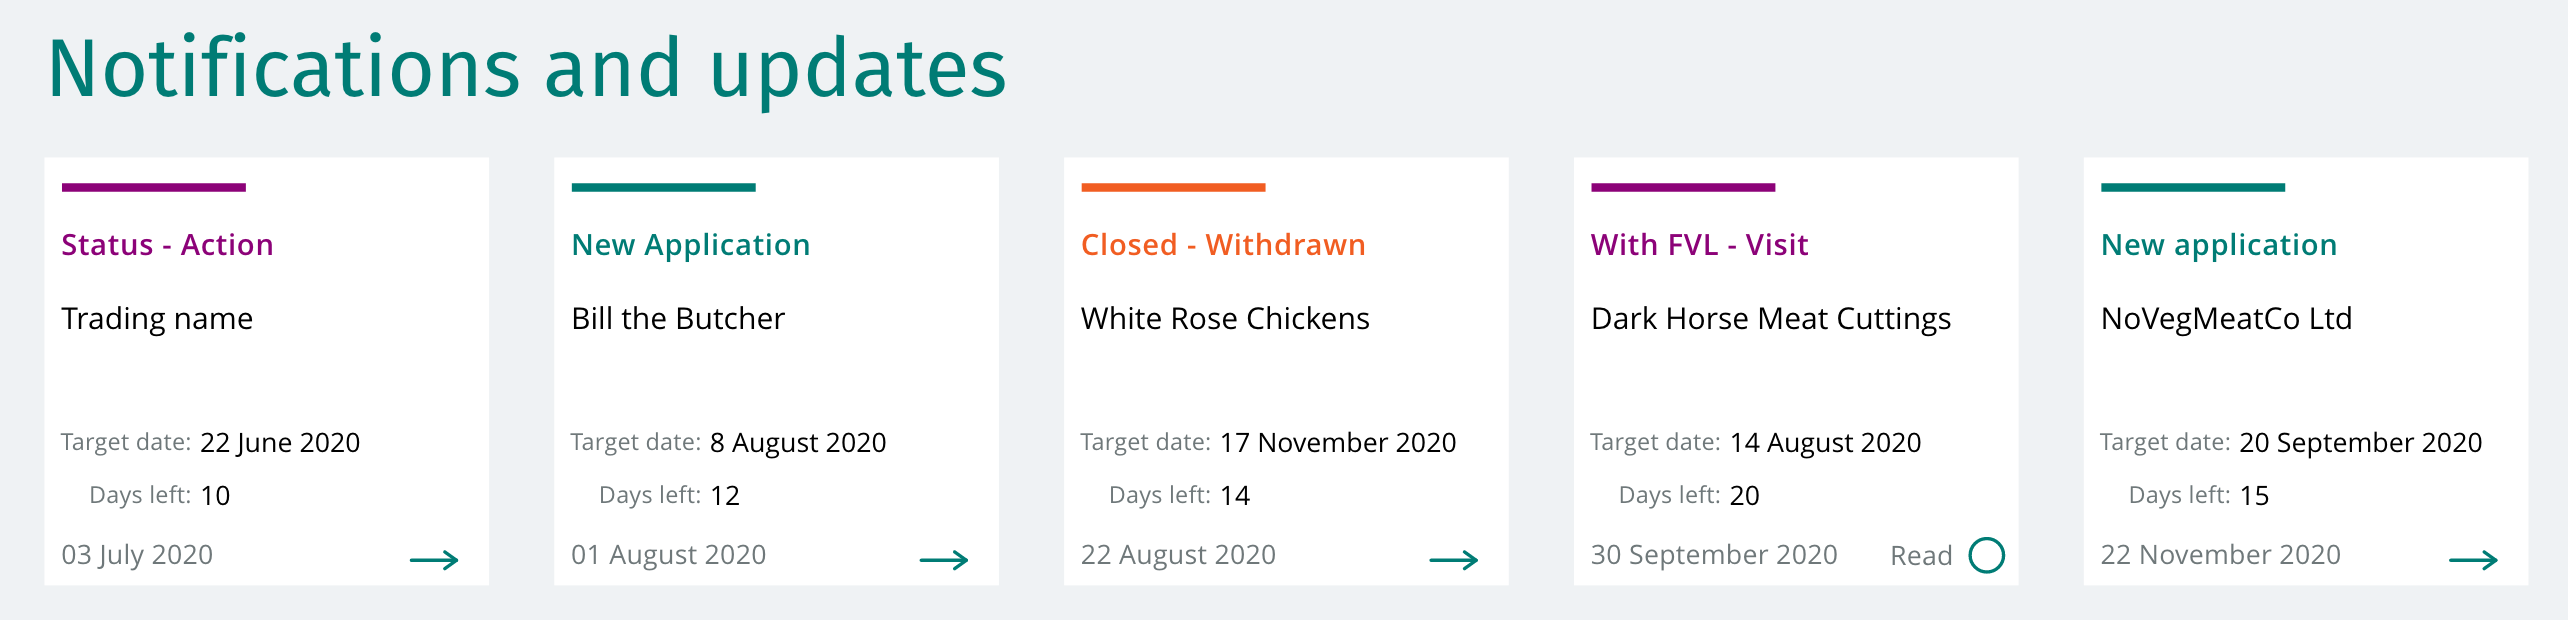 Notifications and updates
Status - Action
Trading name
Target date: 22 June 2020
Days left: 10
03 July 2020
New Application
Bill the Butcher
Target date: 8 August 2020
Days left: 12
01 August 2020
Closed - Withdrawn
White Rose Chickens
Target date: 17 November 2020
Days left: 14
22 August 2020
With FVL - Visit
Dark Horse Meat Cuttings
Target date: 14 August 2020
Days left: 20
30 September 2020 Read
New application
NoVegMeatCo Ltd
Target date: 20 September 2020
Days left: 15
22 November 2020